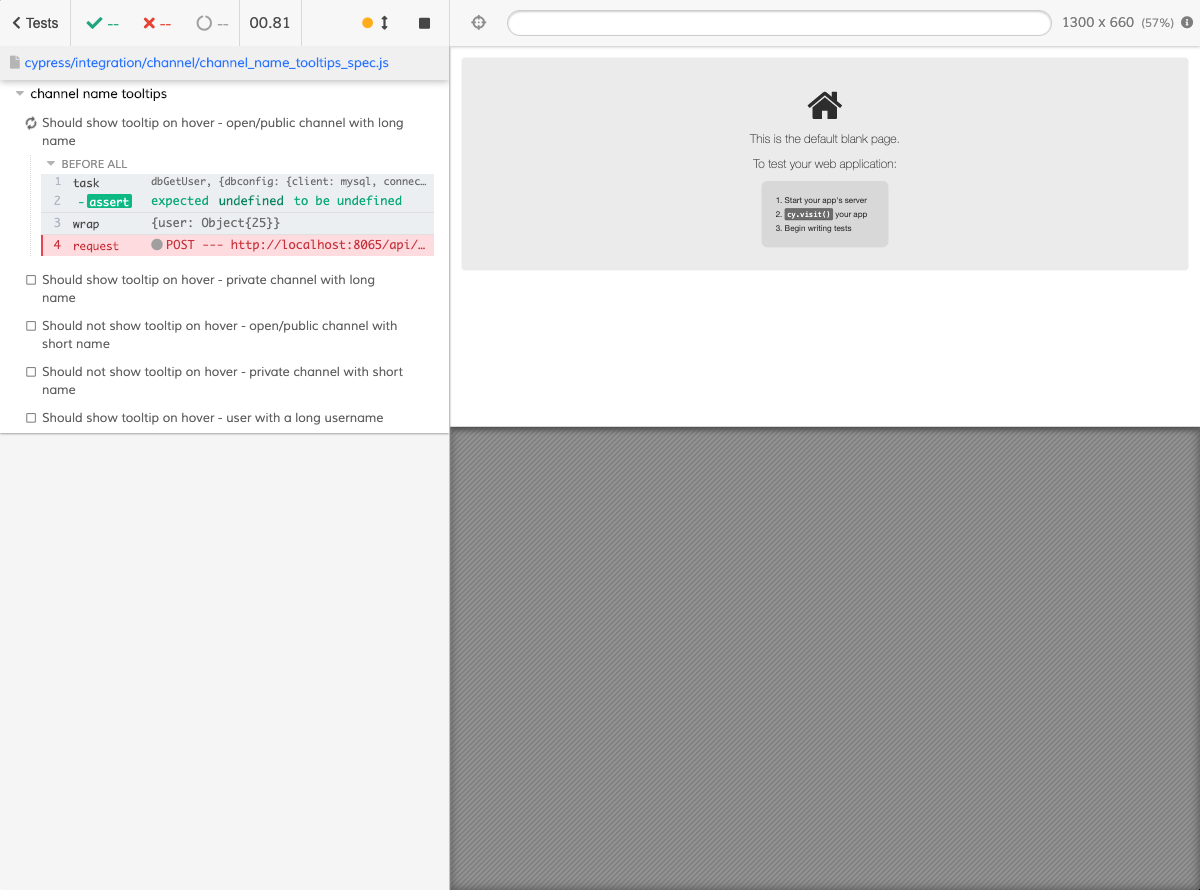 Tests
--
--
--
00.81
1300 x 660 (57%)
cypress/integration/channel/channel_name_tooltips_spec.js
channel name tooltips
Should show tooltip on hover - open/public channel with long
name
BEFORE ALL
1 task dbGetUser, {dbconfig: {client: mysql, connec…
2 - assert expected undefined to be undefined
3 wrap {user: Object{25}}
4 request POST --- http://localhost:8065/api/…
Should show tooltip on hover - private channel with long
name
Should not show tooltip on hover - open/public channel with
short name
Should not show tooltip on hover - private channel with short
name
Should show tooltip on hover - user with a long username
This is the default blank page.
To test your web application:
1. Start your app's server
2. cy.visit() your app
3. Begin writing tests